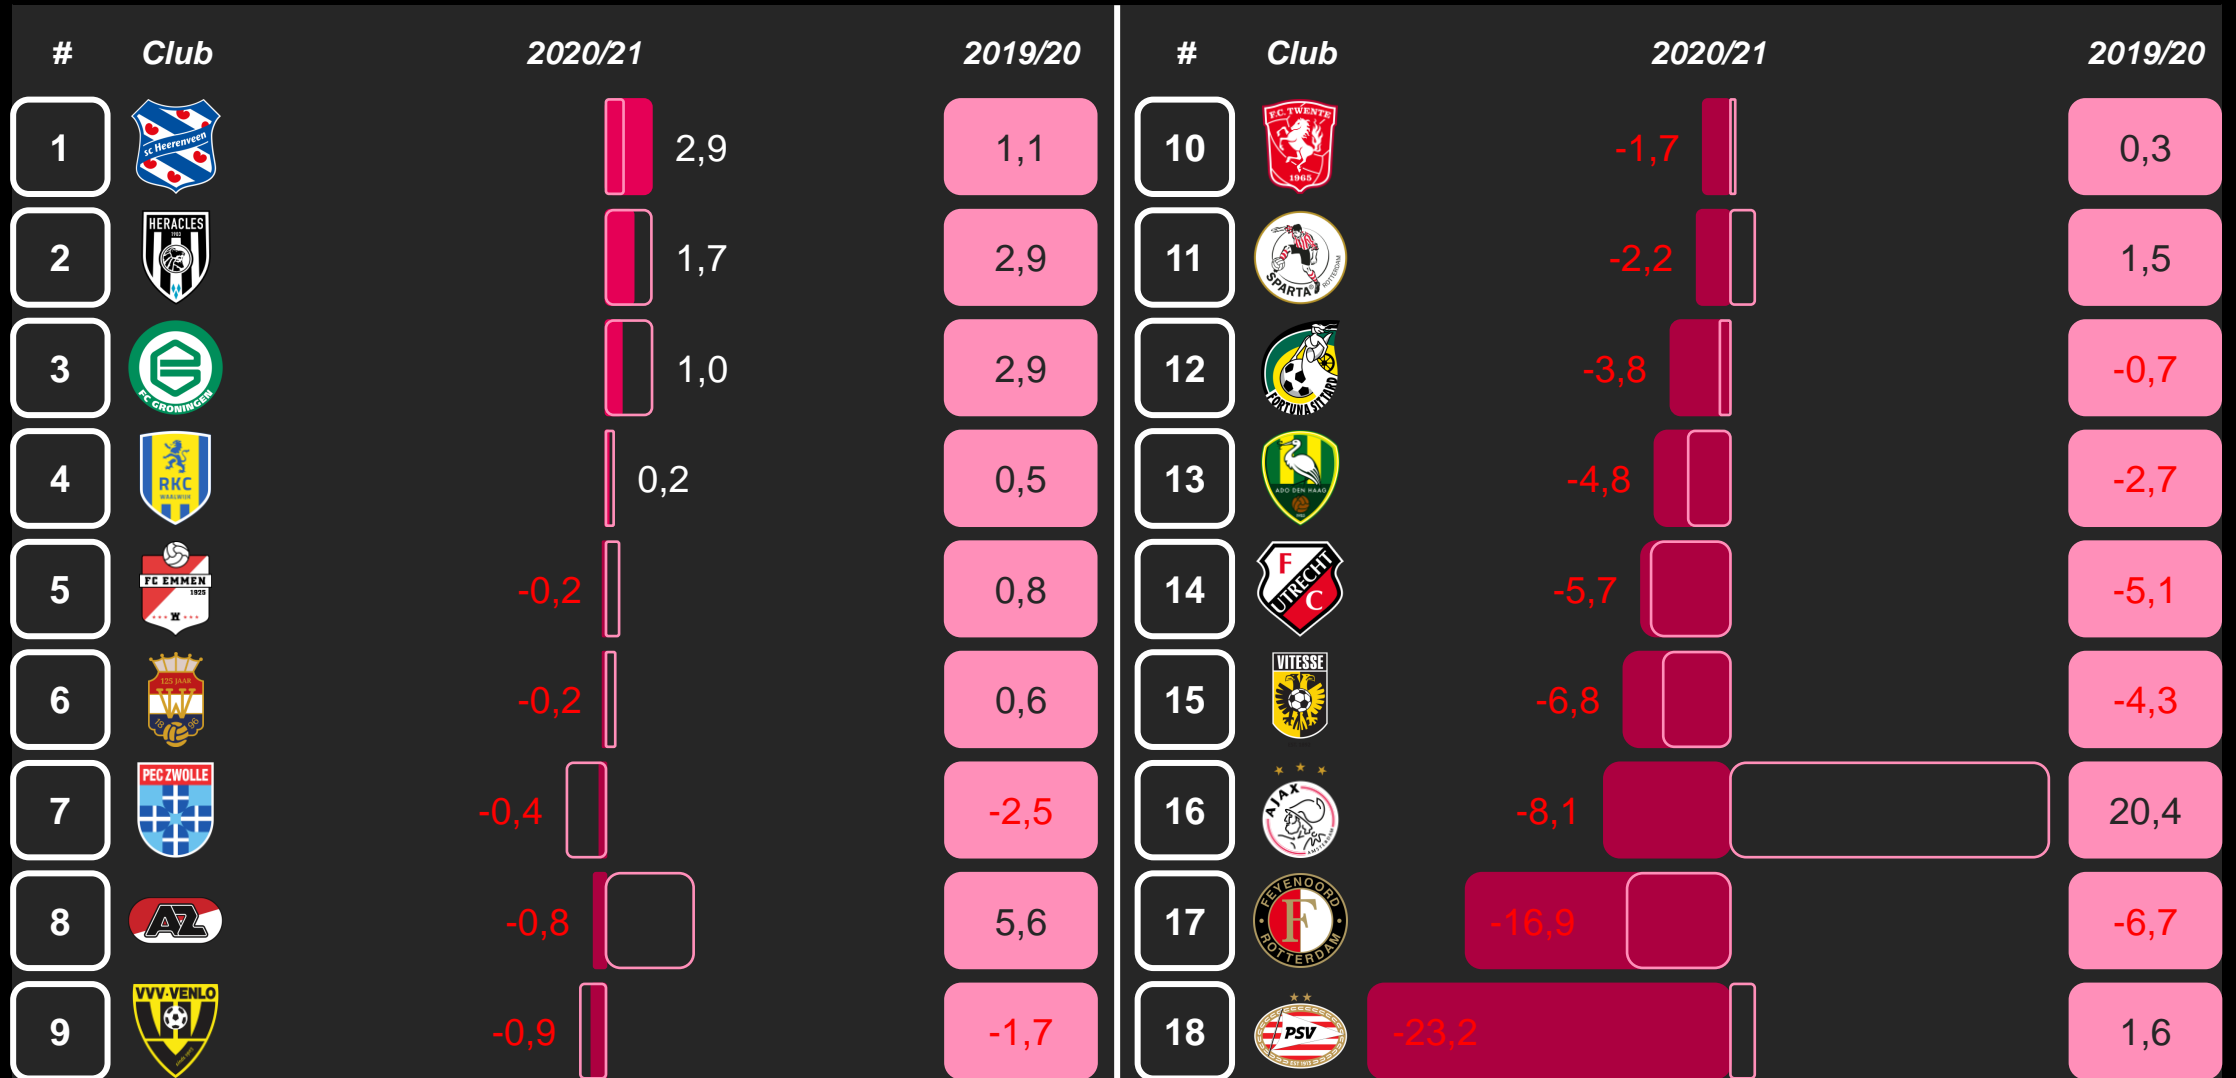 # Club 2020/21 2019/20
1 sc Heerenveen 2,9 1,1
2 HERACLES 1903 1,7 2,9
3 FC GRONINGEN 1,0 2,9
4 RKC WAALWIJK 0,2 0,5
5 FC EMMEN 1925 -0,2 0,8
6 125 JAAR W 18 96 -0,2 0,6
7 PEC ZWOLLE -0,4 -2,5
8 AZ -0,8 5,6
9 VVV-VENLO -0,9 -1,7
# Club 2020/21 2019/20
10 F.C. TWENTE 1965 -1,7 0,3
11 SPARTA ROTTERDAM -2,2 1,5
12 FORTUNA SITTARD -3,8 -0,7
13 ADO DEN HAAG -4,8 -2,7
14 FC UTRECHT -5,7 -5,1
15 VITESSE -6,8 -4,3
16 AJAX AMSTERDAM -8,1 20,4
17 FEYENOORD F ROTTERDAM -16,9 -6,7
18 PSV -23,2 1,6